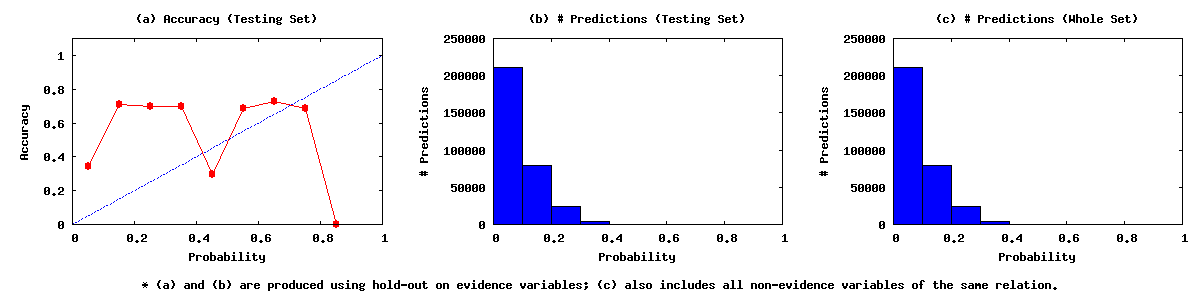 (a) Accuracy (Testing Set)
1
0.8
0.6
0.4
0.2
0
Accuracy
0 0.2 0.4 0.6 0.8 1
Probability
(b) # Predictions (Testing Set)
250000
200000
150000
100000
50000
0
# Predictions
0 0.2 0.4 0.6 0.8 1
Probability
(c) # Predictions (Whole Set)
250000
200000
150000
100000
50000
0
# Predictions
0 0.2 0.4 0.6 0.8 1
Probability
* (a) and (b) are produced using hold-out on evidence variables; (c) also includes all non-evidence variables of the same relation.